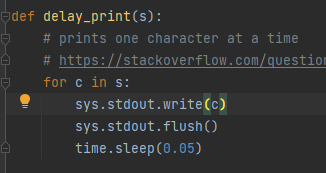 def delay_print(s):
# prints one character at a time
# https://stackoverflow.com/question
for c in s:
sys.stdout.write(c)
sys.stdout.flush()
time.sleep(0.05)